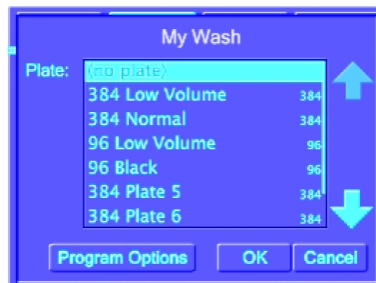 My Wash
Plate:
(no plate)
384 Low Volume 384
384 Normal 384
96 Low Volume 96
96 Black 96
384 Plate 5 384
384 Plate 6 384
Program Options OK Cancel